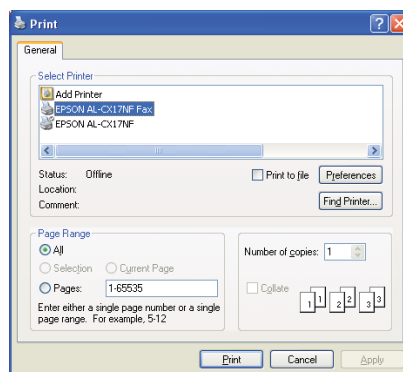 Print
General
Select Printer
Add Printer
EPSON AL-CX17NF Fax
EPSON AL-CX17NF
Status: Offline
Location:
Comment:
Print to file
Preferences
Find Printer...
Page Range
All
Selection Current Page
Pages: 1-65535
Enter either a single page number or a single
page range. For example, 5-12
Number of copies: 1
Collate
1 1 2 2 3 3
Print Cancel Apply